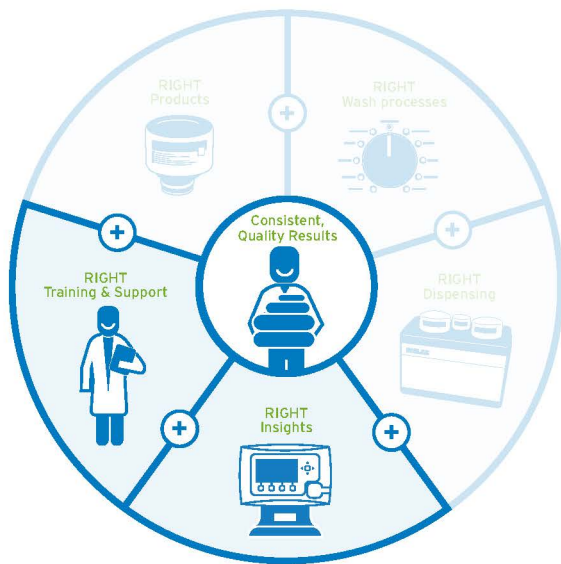 RIGHT
Products
RIGHT
Wash processes
Consistent,
Quality Results
RIGHT
Training & Support
RIGHT
Dispensing
RIGHT
Insights